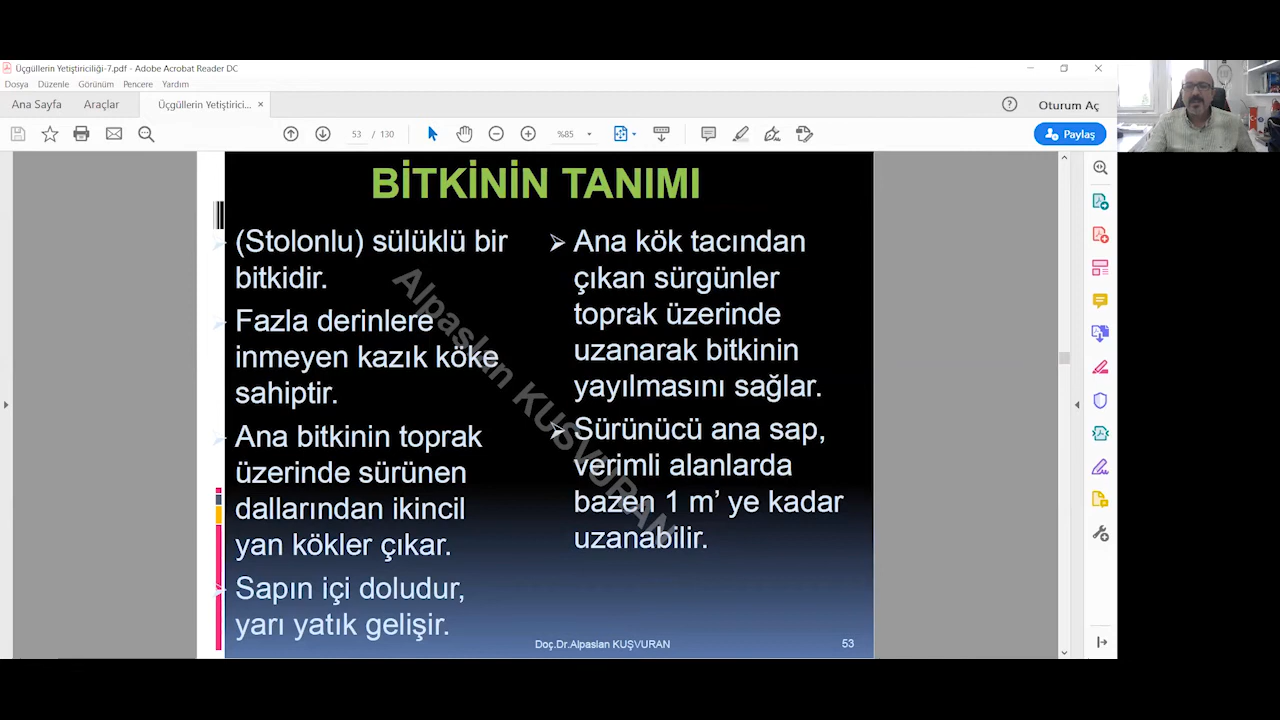 Üçgüllerin Yetiştiriciliği-7.pdf - Adobe Acrobat Reader DC
Dosya Düzenle Görünüm Pencere Yardım
Ana Sayfa Araçlar Üçgüllerin Yetiştirici... × Oturum Aç
53 / 130 %85 Paylaş
BİTKİNİN TANIMI
(Stolonlu) sülüklü bir
bitkidir.
Fazla derinlere
inmeyen kazık köke
sahiptir.
Ana bitkinin toprak
üzerinde sürünen
dallarından ikincil
yan kökler çıkar.
Sapın içi doludur,
yarı yatık gelişir.
Ana kök tacından
çıkan sürgünler
toprak üzerinde
uzanarak bitkinin
yayılmasını sağlar.
Sürünücü ana sap,
verimli alanlarda
bazen 1 m’ ye kadar
uzanabilir.
Alpaslan KUŞVURAN
Doç.Dr.Alpaslan KUŞVURAN 53